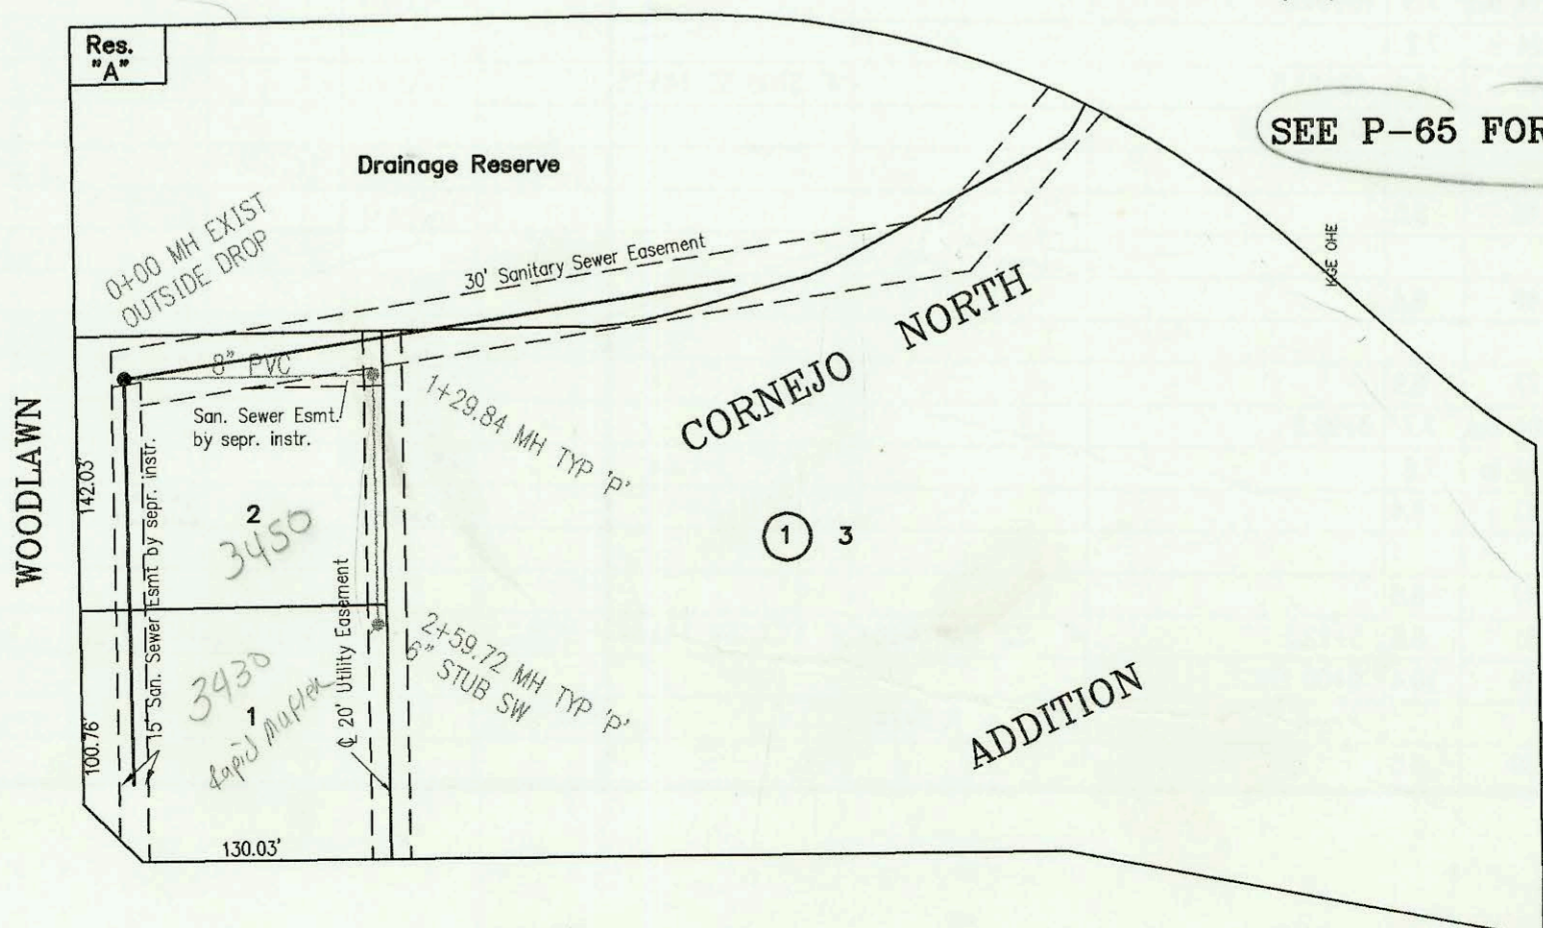 Res.
"A"
SEE P-65 FOR
Drainage Reserve
0+00 MH EXIST
OUTSIDE DROP
30' Sanitary Sewer Easement
KGE OHE
CORNEJO NORTH
8" PVC
San. Sewer Esmt.
by sepr. instr.
1+29.84 MH TYP 'P'
WOODLAWN
142.03'
15' San. Sewer Esmt by sepr. instr.
2
3450
1 3
℄ 20' Utility Easement
2+59.72 MH TYP 'P'
6" STUB SW
3430
1
Rapid Muffler
100.76'
ADDITION
130.03'